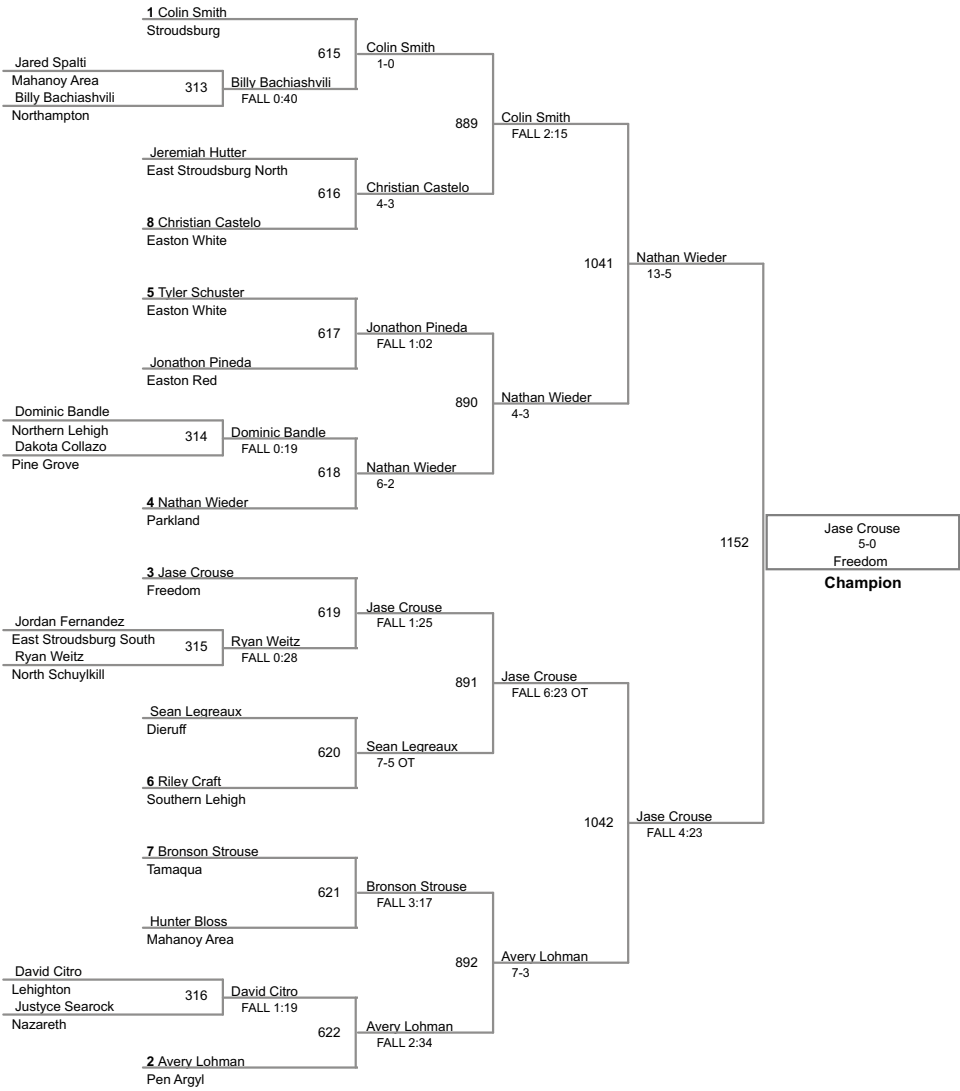 1 Colin Smith
Stroudsburg
615
Colin Smith
1-0
Jared Spalti
Mahanoy Area
313
Billy Bachiashvili
FALL 0:40
Billy Bachiashvili
Northampton
889
Colin Smith
FALL 2:15
Jeremiah Hutter
East Stroudsburg North
616
Christian Castelo
4-3
8 Christian Castelo
Easton White
1041
Nathan Wieder
13-5
5 Tyler Schuster
Easton White
617
Jonathon Pineda
FALL 1:02
Jonathon Pineda
Easton Red
890
Nathan Wieder
4-3
Dominic Bandle
Northern Lehigh
314
Dominic Bandle
FALL 0:19
Dakota Collazo
Pine Grove
618
Nathan Wieder
6-2
4 Nathan Wieder
Parkland
1152
Jase Crouse
5-0
Freedom
Champion
3 Jase Crouse
Freedom
619
Jase Crouse
FALL 1:25
Jordan Fernandez
East Stroudsburg South
315
Ryan Weitz
FALL 0:28
Ryan Weitz
North Schuylkill
891
Jase Crouse
FALL 6:23 OT
Sean Legreaux
Dieruff
620
Sean Legreaux
7-5 OT
6 Riley Craft
Southern Lehigh
1042
Jase Crouse
FALL 4:23
7 Bronson Strouse
Tamaqua
621
Bronson Strouse
FALL 3:17
Hunter Bloss
Mahanoy Area
892
Avery Lohman
7-3
David Citro
Lehighton
316
David Citro
FALL 1:19
Justyce Searock
Nazareth
622
Avery Lohman
FALL 2:34
2 Avery Lohman
Pen Argyl